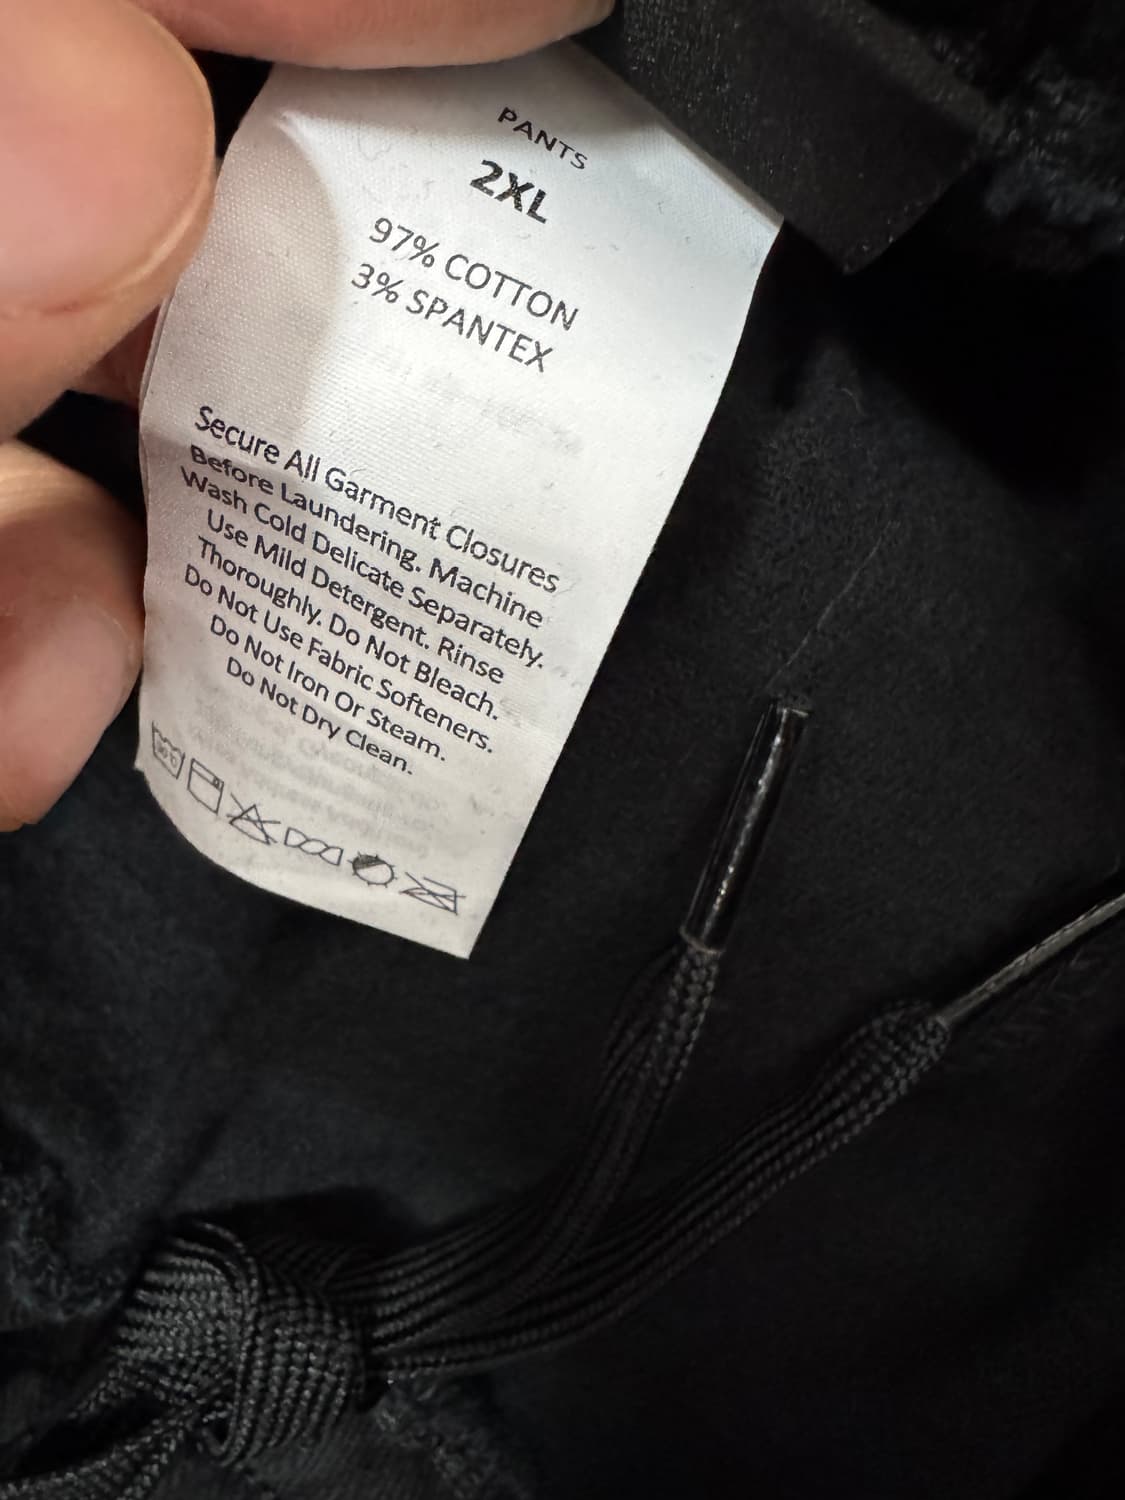 PANTS
2XL
97% COTTON
3% SPANTEX
Secure All Garment Closures
Before Laundering. Machine
Wash Cold Delicate Separately.
Use Mild Detergent. Rinse
Thoroughly. Do Not Bleach.
Do Not Use Fabric Softeners.
Do Not Iron Or Steam.
Do Not Dry Clean.